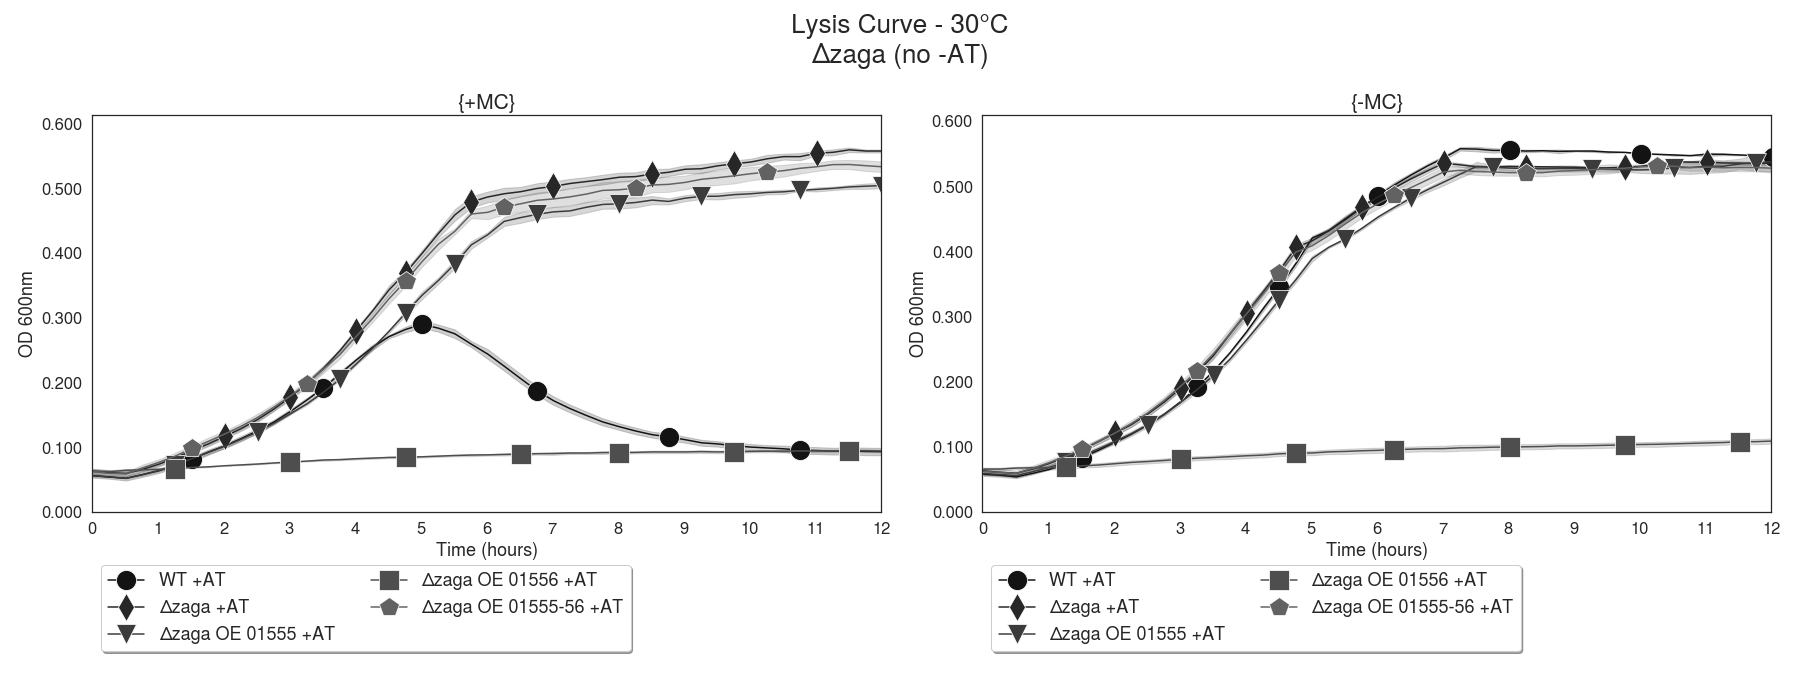 Lysis Curve - 30°C
Δzaga (no -AT)
{+MC}
0.600
0.500
0.400
0.300
0.200
0.100
0.000
OD 600nm
0 1 2 3 4 5 6 7 8 9 10 11 12
Time (hours)
WT +AT
Δzaga +AT
Δzaga OE 01555 +AT
Δzaga OE 01556 +AT
Δzaga OE 01555-56 +AT
{-MC}
0.600
0.500
0.400
0.300
0.200
0.100
0.000
OD 600nm
0 1 2 3 4 5 6 7 8 9 10 11 12
Time (hours)
WT +AT
Δzaga +AT
Δzaga OE 01555 +AT
Δzaga OE 01556 +AT
Δzaga OE 01555-56 +AT